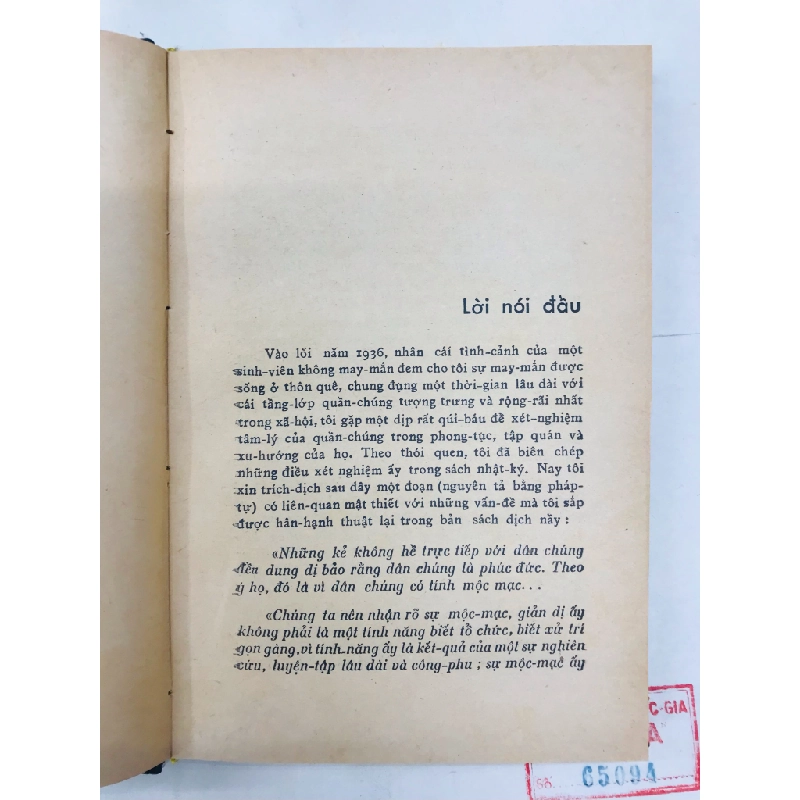 Lời nói đầu
Vào lối năm 1936, nhân cái tình-cảnh của một
sinh-viên không may-mắn đem cho tôi sự may-mắn được
sống ở thôn quê, chung đụng một thời-gian lâu dài với
cái tầng-lớp quần-chúng tượng trưng và rộng-rãi nhất
trong xã-hội, tôi gặp một dịp rất quí-báu để xét-nghiệm
tâm-lý của quần-chúng trong phong-tục, tập quán và
xu-hướng của họ. Theo thói quen, tôi đã biên chép
những điều xét nghiệm ấy trong sách nhật-ký. Nay tôi
xin trích-dịch sau đây một đoạn (nguyên tả bằng pháp-
tự) có liên-quan mật thiết với những vấn-đề mà tôi sắp
được hân-hạnh thuật lại trong bản sách dịch nầy :
«Những kẻ không hề trực tiếp với dân chúng
đều dung dị bảo rằng dân chúng là phúc đức. Theo
ý họ, đó là vì dân chúng có tính mộc mạc...
«Chúng ta nên nhận rõ sự mộc-mạc, giản dị ấy
không phải là một tính năng biết tổ chức, biết xử trí
gọn gàng, vì tính-năng ấy là kết-quả của một sự nghiên
cứu, luyện-tập lâu dài và công-phu ; sự mộc-mạc ấy
C-GIA
A
SỐ 65094